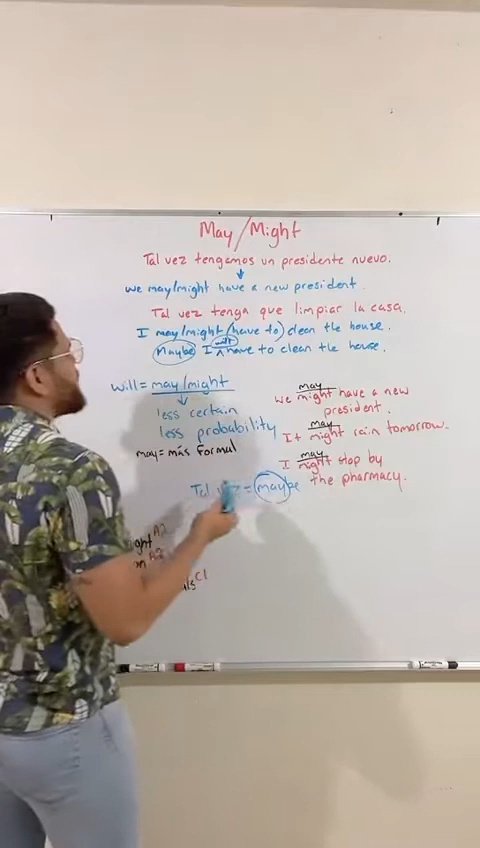 May/Might
Tal vez tengamos un presidente nuevo.
we may/might have a new president.
Tal vez tenga que limpiar la casa.
I may/might (have to) clean the house.
will
Maybe I have to clean the house.
will = may/might
less certain
less probability
may = más formal
may
We might have a new
president.
may
It might rain tomorrow.
may
I might stop by
the pharmacy.
Tal = maybe
A2
A2
C1